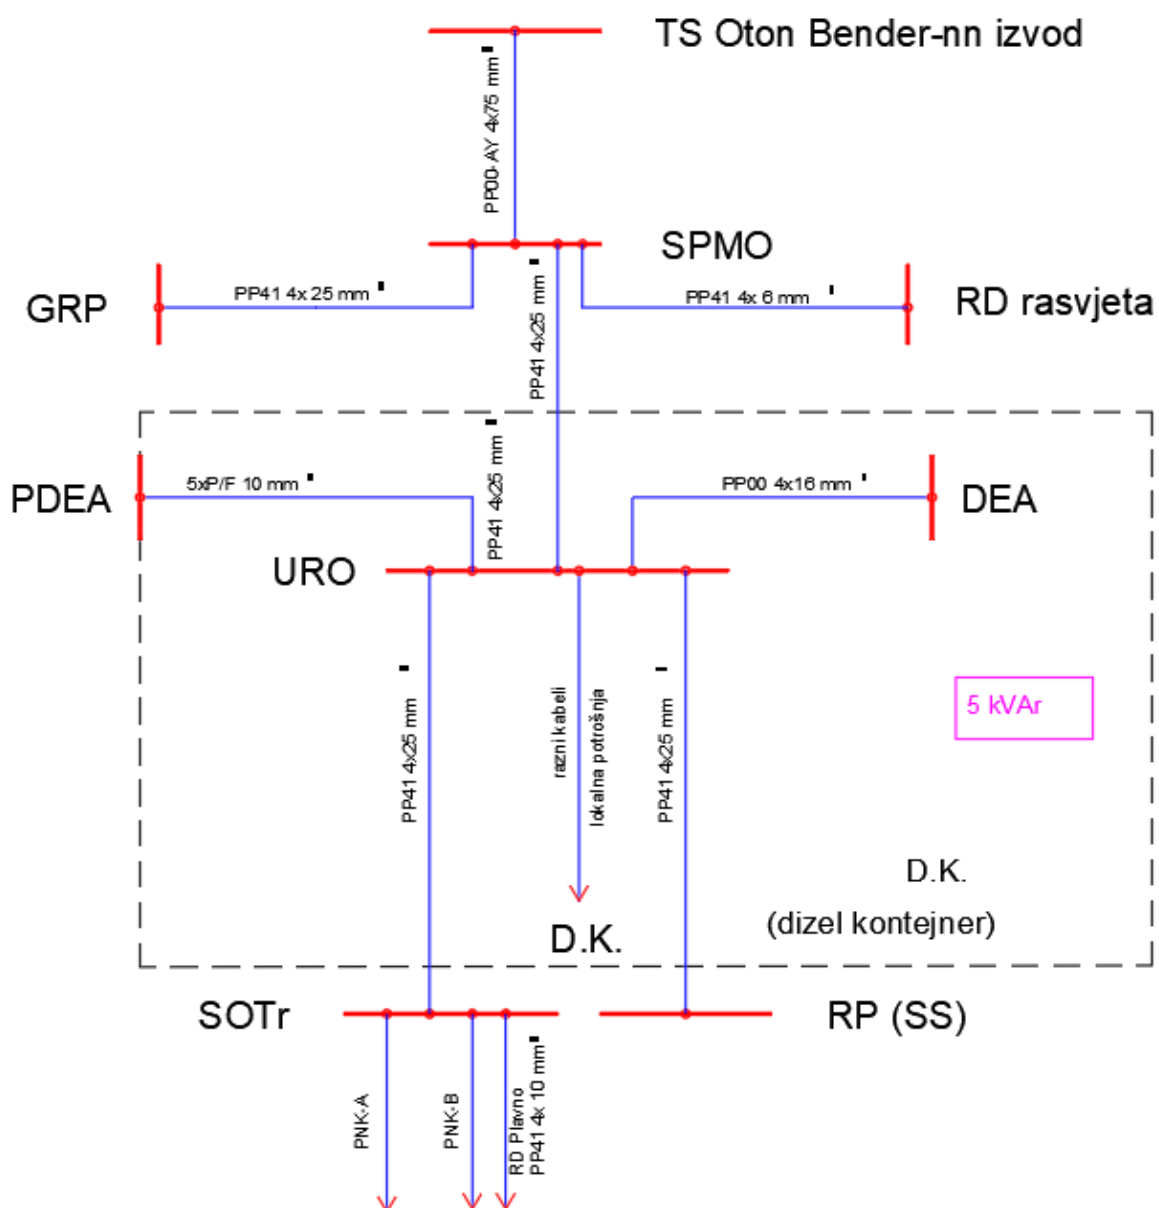 TS Oton Bender-nn izvod
PP00-AY 4x75 mm
SPMO
GRP
PP41 4x 25 mm
PP41 4x25 mm
PP41 4x 6 mm
RD rasvjeta
PDEA
5xP/F 10 mm
PP41 4x25 mm
PP00 4x16 mm
DEA
URO
PP41 4x25 mm
razni kabeli
lokalna potrošnja
PP41 4x25 mm
5 kVAr
D.K.
(dizel kontejner)
D.K.
SOTr
RP (SS)
PNK-A
PNK-B
RD Plavno
PP41 4x 10 mm